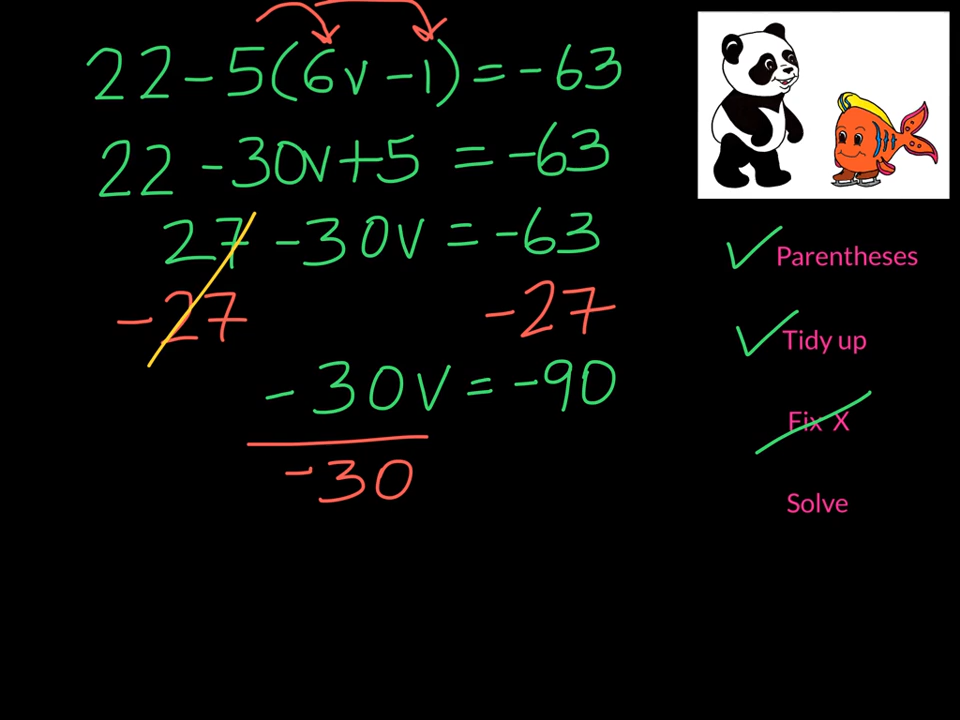 22 - 5(6v - 1) = -63
22 - 30v + 5 = -63
27 - 30v = -63
-27 -27
-30v = -90
-30
Parentheses
Tidy up
Fix X
Solve